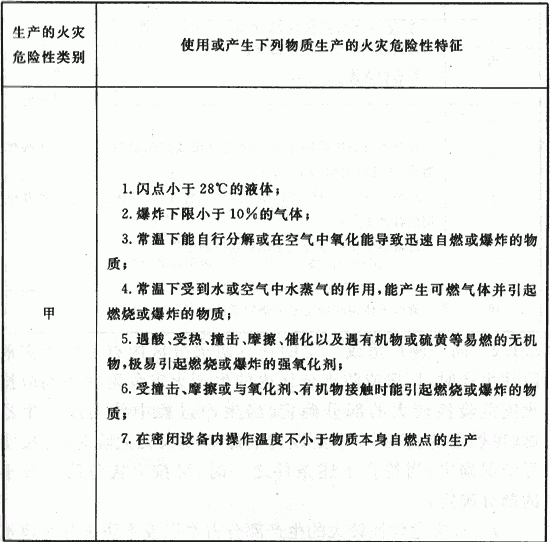 生产的火灾
危险性类别
使用或产生下列物质生产的火灾危险性特征
甲
1.闪点小于28℃的液体；
2.爆炸下限小于10%的气体；
3.常温下能自行分解或在空气中氧化能导致迅速自燃或爆炸的物
质；
4.常温下受到水或空气中水蒸气的作用，能产生可燃气体并引起
燃烧或爆炸的物质；
5.遇酸、受热、撞击、摩擦、催化以及遇有机物或硫黄等易燃的无机
物，极易引起燃烧或爆炸的强氧化剂；
6.受撞击、摩擦或与氧化剂、有机物接触时能引起燃烧或爆炸的物
质；
7.在密闭设备内操作温度不小于物质本身自燃点的生产